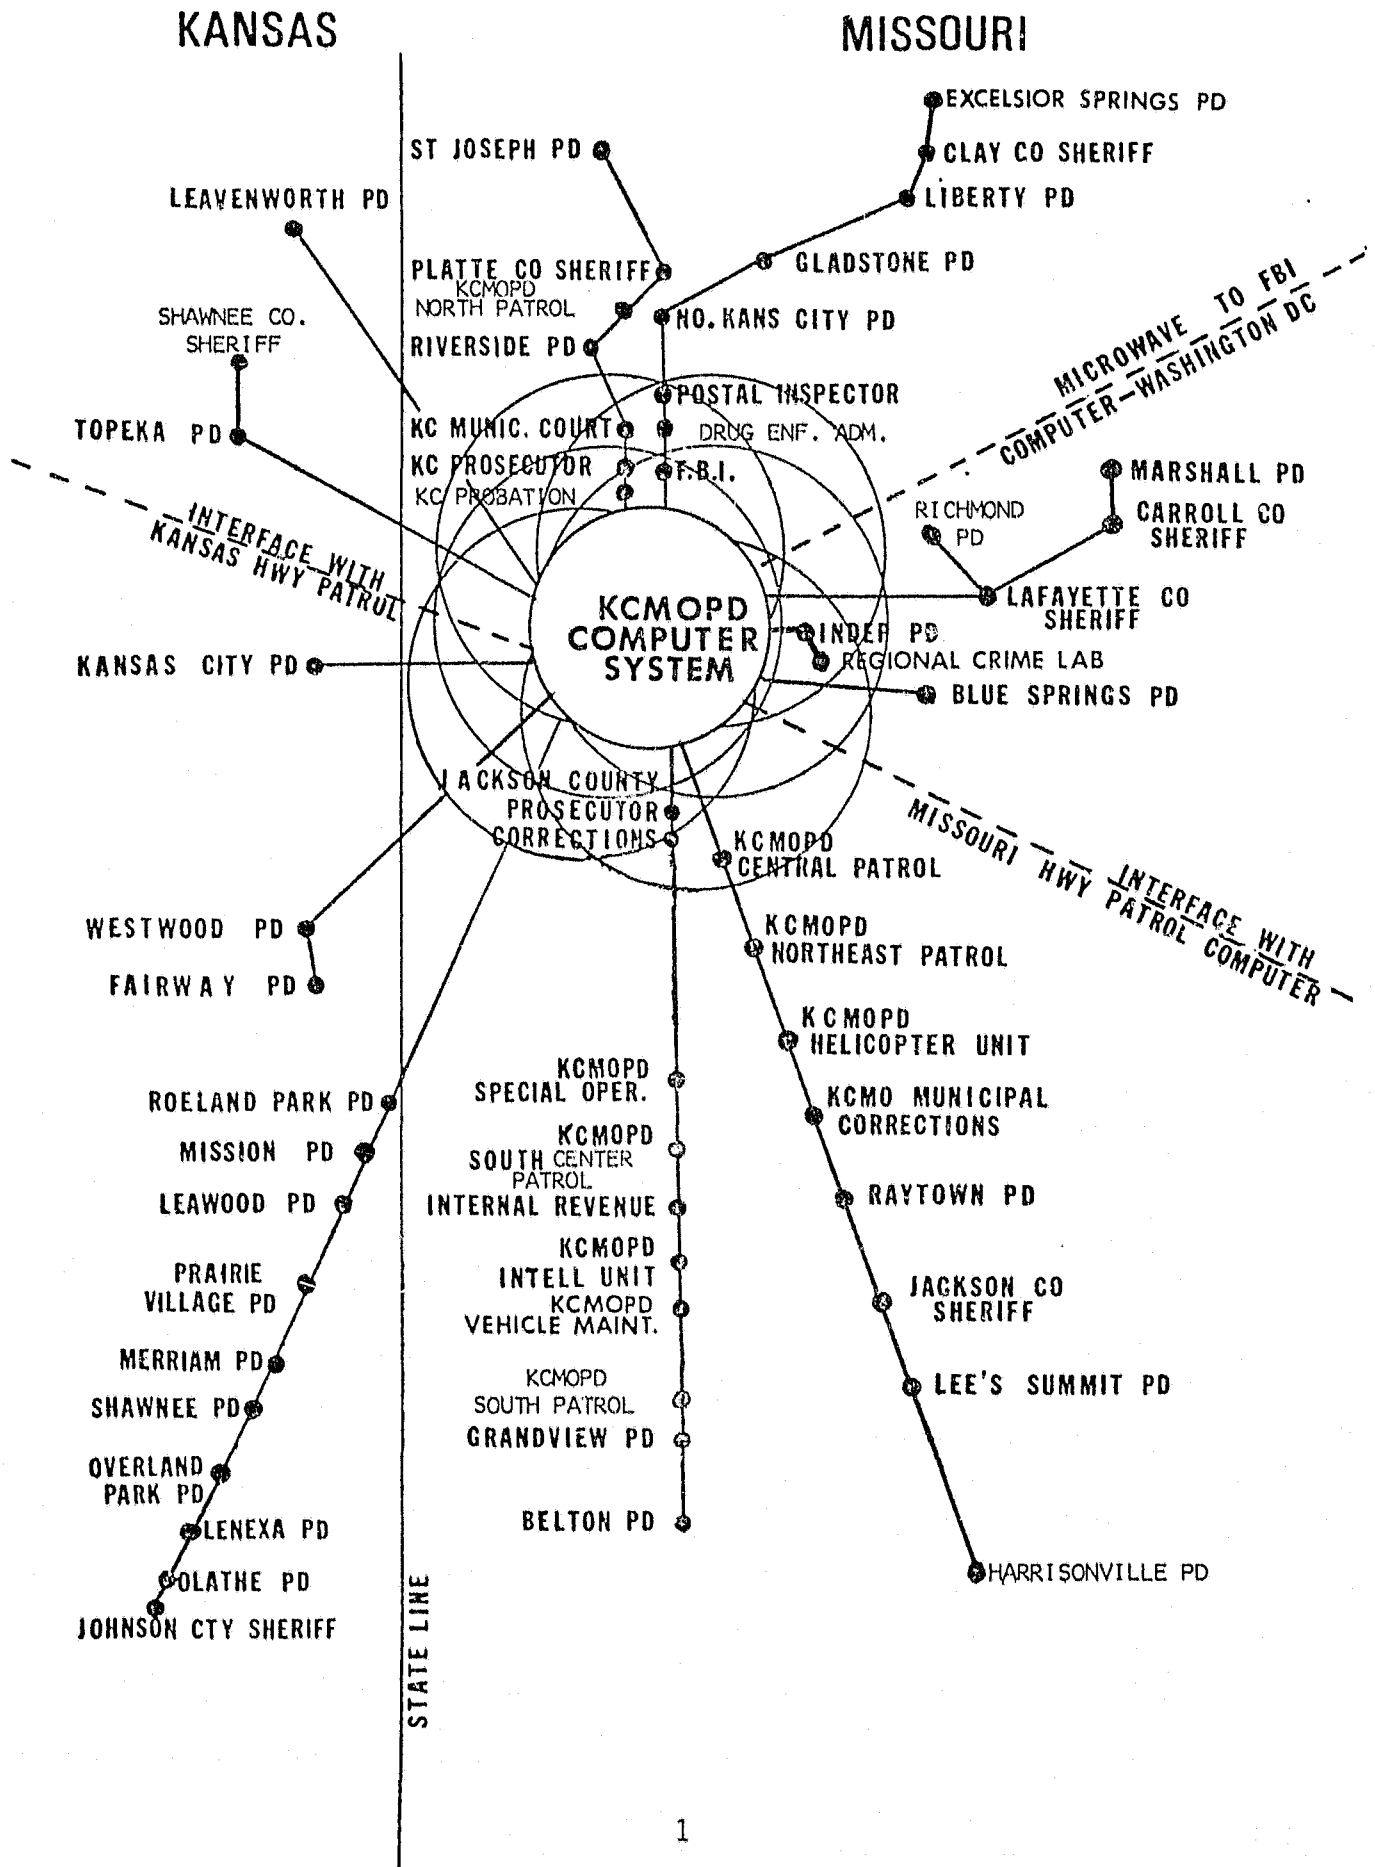 KANSAS
MISSOURI
EXCELSIOR SPRINGS PD
ST JOSEPH PD
CLAY CO SHERIFF
LEAVENWORTH PD
LIBERTY PD
GLADSTONE PD
PLATTE CO SHERIFF
KCMOPD
NORTH PATROL
NO. KANS CITY PD
MICROWAVE TO FBI
COMPUTER-WASHINGTON DC
SHAWNEE CO.
SHERIFF
RIVERSIDE PD
POSTAL INSPECTOR
TOPEKA PD
KC MUNIC. COURT
DRUG ENF. ADM.
KC PROSECUTOR
F.B.I.
KC PROBATION
MARSHALL PD
RICHMOND
PD
CARROLL CO
SHERIFF
INTERFACE WITH
KANSAS HWY PATROL
KCMOPD
COMPUTER
SYSTEM
LAFAYETTE CO
SHERIFF
INDEP PD
REGIONAL CRIME LAB
KANSAS CITY PD
BLUE SPRINGS PD
JACKSON COUNTY
PROSECUTOR
CORRECTIONS
KCMOPD
CENTRAL PATROL
INTERFACE WITH
MISSOURI HWY PATROL COMPUTER
WESTWOOD PD
KCMOPD
NORTHEAST PATROL
FAIRWAY PD
KCMOPD
HELICOPTER UNIT
KCMOPD
SPECIAL OPER.
ROELAND PARK PD
KCMO MUNICIPAL
CORRECTIONS
MISSION PD
KCMOPD
SOUTH CENTER
PATROL
LEAWOOD PD
INTERNAL REVENUE
RAYTOWN PD
KCMOPD
INTELL UNIT
PRAIRIE
VILLAGE PD
KCMOPD
VEHICLE MAINT.
JACKSON CO
SHERIFF
MERRIAM PD
KCMOPD
SOUTH PATROL
LEE'S SUMMIT PD
SHAWNEE PD
GRANDVIEW PD
OVERLAND
PARK PD
BELTON PD
LENEXA PD
HARRISONVILLE PD
OLATHE PD
JOHNSON CTY SHERIFF
STATE LINE
1